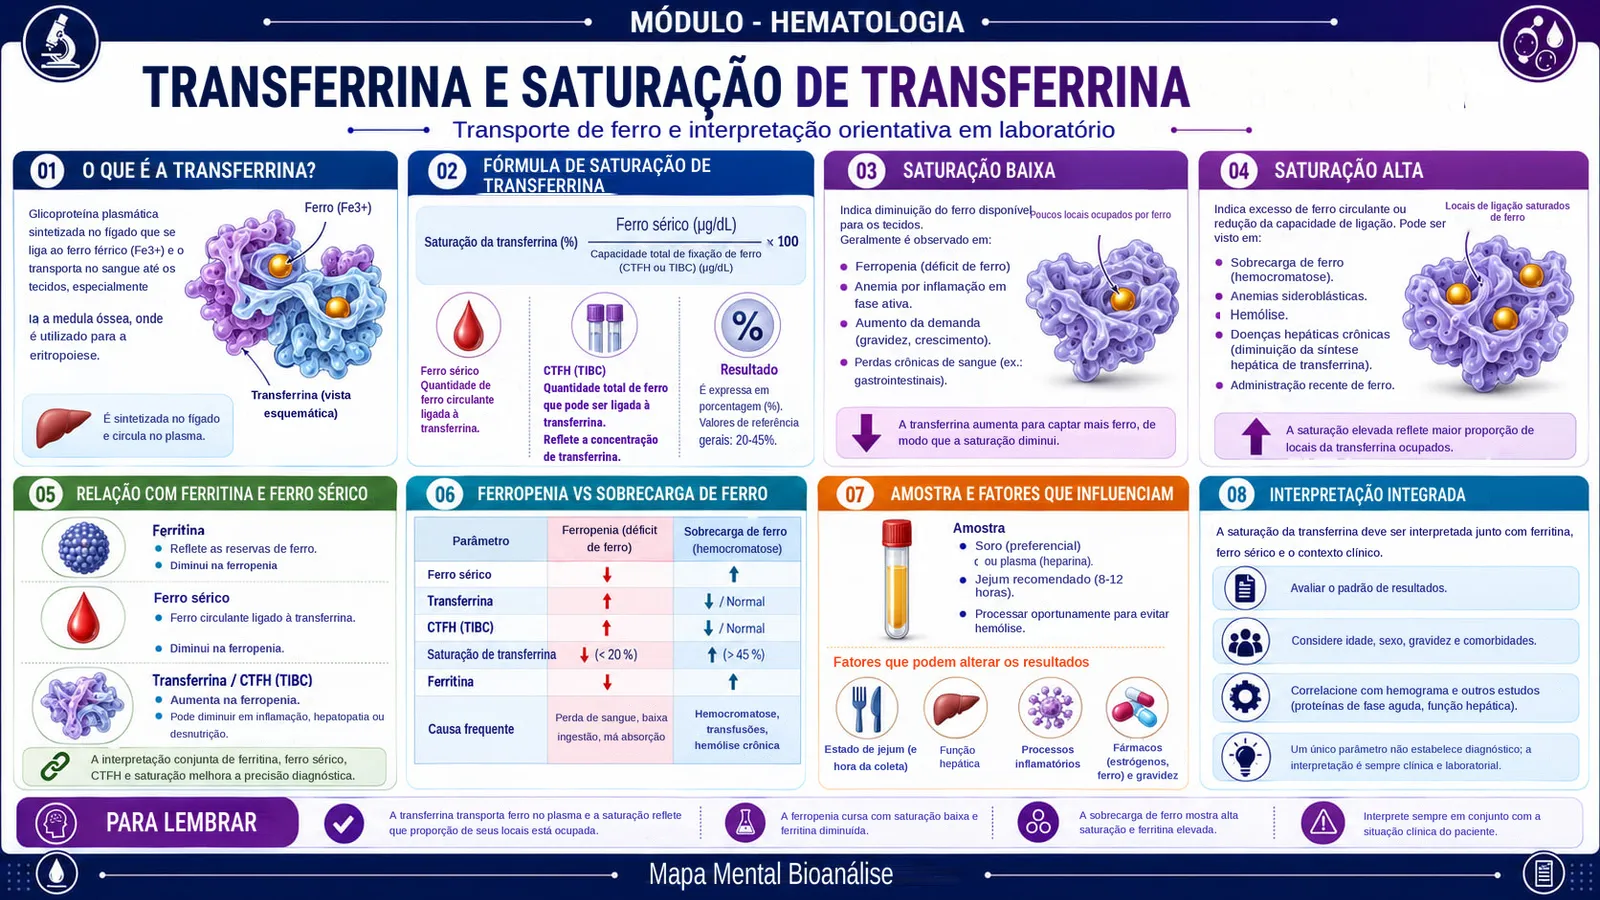 MÓDULO - HEMATOLOGIA
TRANSFERRINA E SATURAÇÃO DE TRANSFERRINA
Transporte de ferro e interpretação orientativa em laboratório
01 O QUE É A TRANSFERRINA?
Glicoproteína plasmática
sintetizada no fígado que se
liga ao ferro férrico (Fe3+) e o
transporta no sangue até os
tecidos, especialmente
a medula óssea, onde
é utilizado para a
eritropoiese.
Ferro (Fe3+)
Transferrina (vista
esquemática)
É sintetizada no fígado
e circula no plasma.
02 FÓRMULA DE SATURAÇÃO DE
TRANSFERRINA
Saturação da transferrina (%)
Ferro sérico (µg/dL)
Capacidade total de fixação de ferro
(CTFH ou TIBC) (µg/dL)
× 100
Ferro sérico
Quantidade de
ferro circulante
ligada à
transferrina.
CTFH (TIBC)
Quantidade total de ferro
que pode ser ligada à
transferrina.
Reflete a concentração
de transferrina.
%
Resultado
É expressa em
porcentagem (%).
Valores de referência
gerais: 20-45%.
03 SATURAÇÃO BAIXA
Indica diminuição do ferro disponível
para os tecidos.
Geralmente é observado em:
• Ferropenia (déficit de ferro)
• Anemia por inflamação em
fase ativa.
• Aumento da demanda
(gravidez, crescimento).
• Perdas crônicas de sangue (ex.:
gastrointestinais).
Poucos locais ocupados por ferro
A transferrina aumenta para captar mais ferro, de
modo que a saturação diminui.
04 SATURAÇÃO ALTA
Indica excesso de ferro circulante ou
redução da capacidade de ligação. Pode ser
visto em:
• Sobrecarga de ferro
(hemocromatose).
• Anemias sideroblásticas.
Hemólise.
• Doenças hepáticas crônicas
(diminuição da síntese
hepática de transferrina).
• Administração recente de ferro.
Locais de ligação saturados
de ferro
A saturação elevada reflete maior proporção de
locais da transferrina ocupados.
05 RELAÇÃO COM FERRITINA E FERRO SÉRICO
Ferritina
• Reflete as reservas de ferro.
• Diminui na ferropenia
Ferro sérico
• Ferro circulante ligado à transferrina.
• Diminui na ferropenia.
Transferrina / CTFH (TIBC)
• Aumenta na ferropenia.
• Pode diminuir em inflamação, hepatopatia ou
desnutrição.
A interpretação conjunta de ferritina, ferro sérico,
CTFH e saturação melhora a precisão diagnóstica.
06 FERROPENIA VS SOBRECARGA DE FERRO
Parâmetro
Ferropenia (déficit
de ferro)
Sobrecarga de ferro
(hemocromatose)
Ferro sérico ↓ ↑
Transferrina ↑ ↓ / Normal
CTFH (TIBC) ↑ ↓ / Normal
Saturação de transferrina ↓ (< 20 %) ↑ (> 45 %)
Ferritina ↓ ↑
Causa frequente
Perda de sangue, baixa
ingestão, má absorção
Hemocromatose,
transfusões,
hemólise crônica
07 AMOSTRA E FATORES QUE INFLUENCIAM
Amostra
• Soro (preferencial)
ou plasma (heparina).
• Jejum recomendado (8-12
horas).
• Processar oportunamente para evitar
hemólise.
Fatores que podem alterar os resultados
Estado de jejum (e
hora da coleta)
Função
hepática
Processos
inflamatórios
Fármacos
(estrógenos,
ferro) e gravidez
08 INTERPRETAÇÃO INTEGRADA
A saturação da transferrina deve ser interpretada junto com ferritina,
ferro sérico e o contexto clínico.
Avaliar o padrão de resultados.
Considere idade, sexo, gravidez e comorbidades.
Correlacione com hemograma e outros estudos
(proteínas de fase aguda, função hepática).
Um único parâmetro não estabelece diagnóstico; a
interpretação é sempre clínica e laboratorial.
PARA LEMBRAR
A transferrina transporta ferro no plasma e a saturação reflete
que proporção de seus locais está ocupada.
A ferropenia cursa com saturação baixa e
ferritina diminuída.
A sobrecarga de ferro mostra alta
saturação e ferritina elevada.
Interprete sempre em conjunto com a
situação clínica do paciente.
Mapa Mental Bioanálise